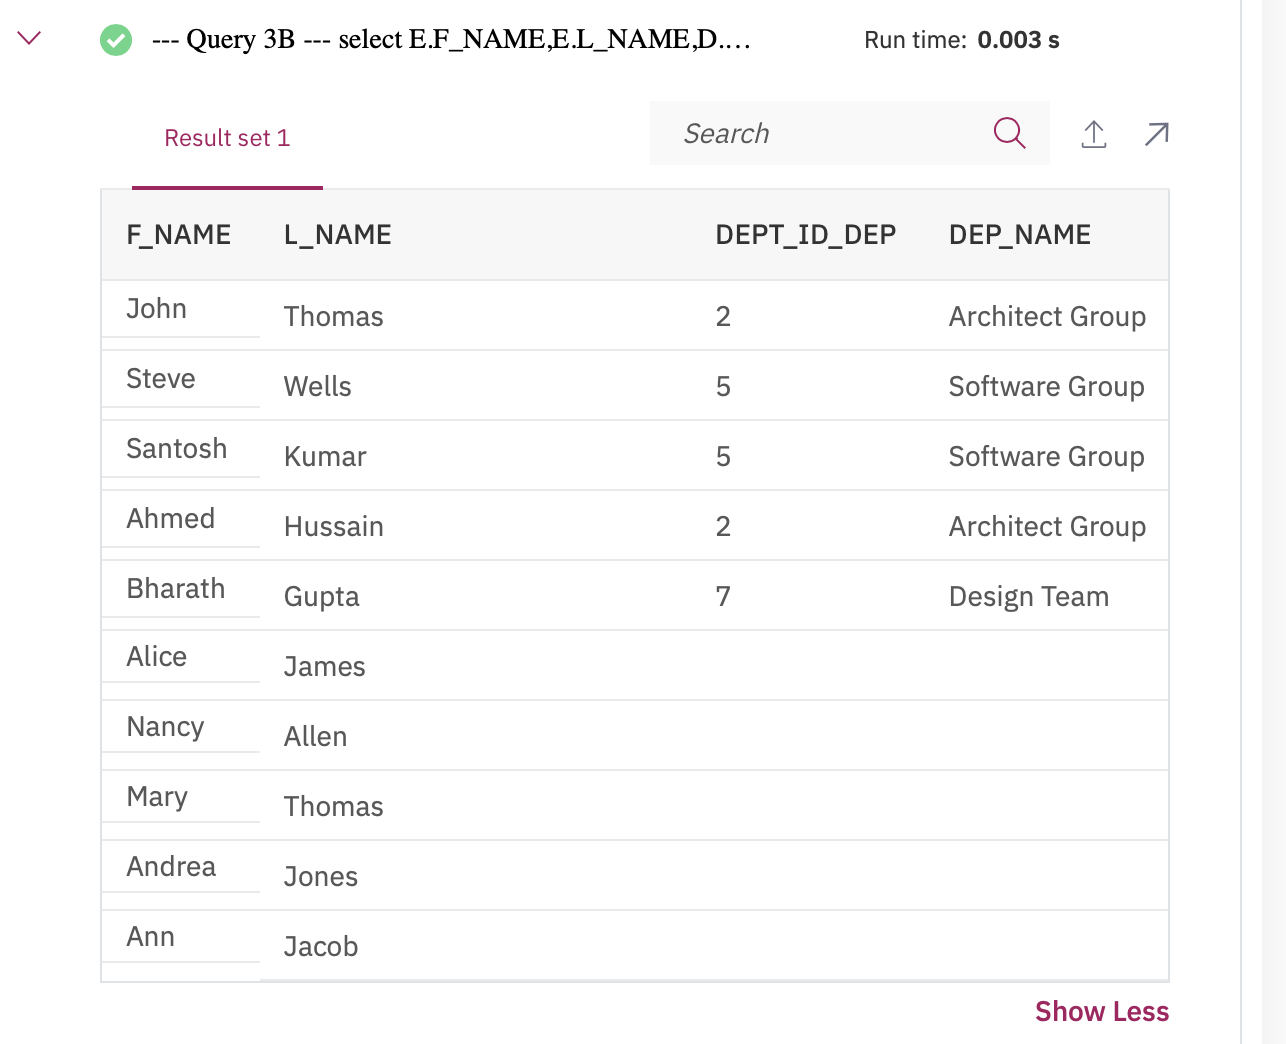 --- Query 3B --- select E.F_NAME,E.L_NAME,D.... Run time: 0.003 s
Result set 1 Search
F_NAME L_NAME DEPT_ID_DEP DEP_NAME
John Thomas 2 Architect Group
Steve Wells 5 Software Group
Santosh Kumar 5 Software Group
Ahmed Hussain 2 Architect Group
Bharath Gupta 7 Design Team
Alice James
Nancy Allen
Mary Thomas
Andrea Jones
Ann Jacob
Show Less